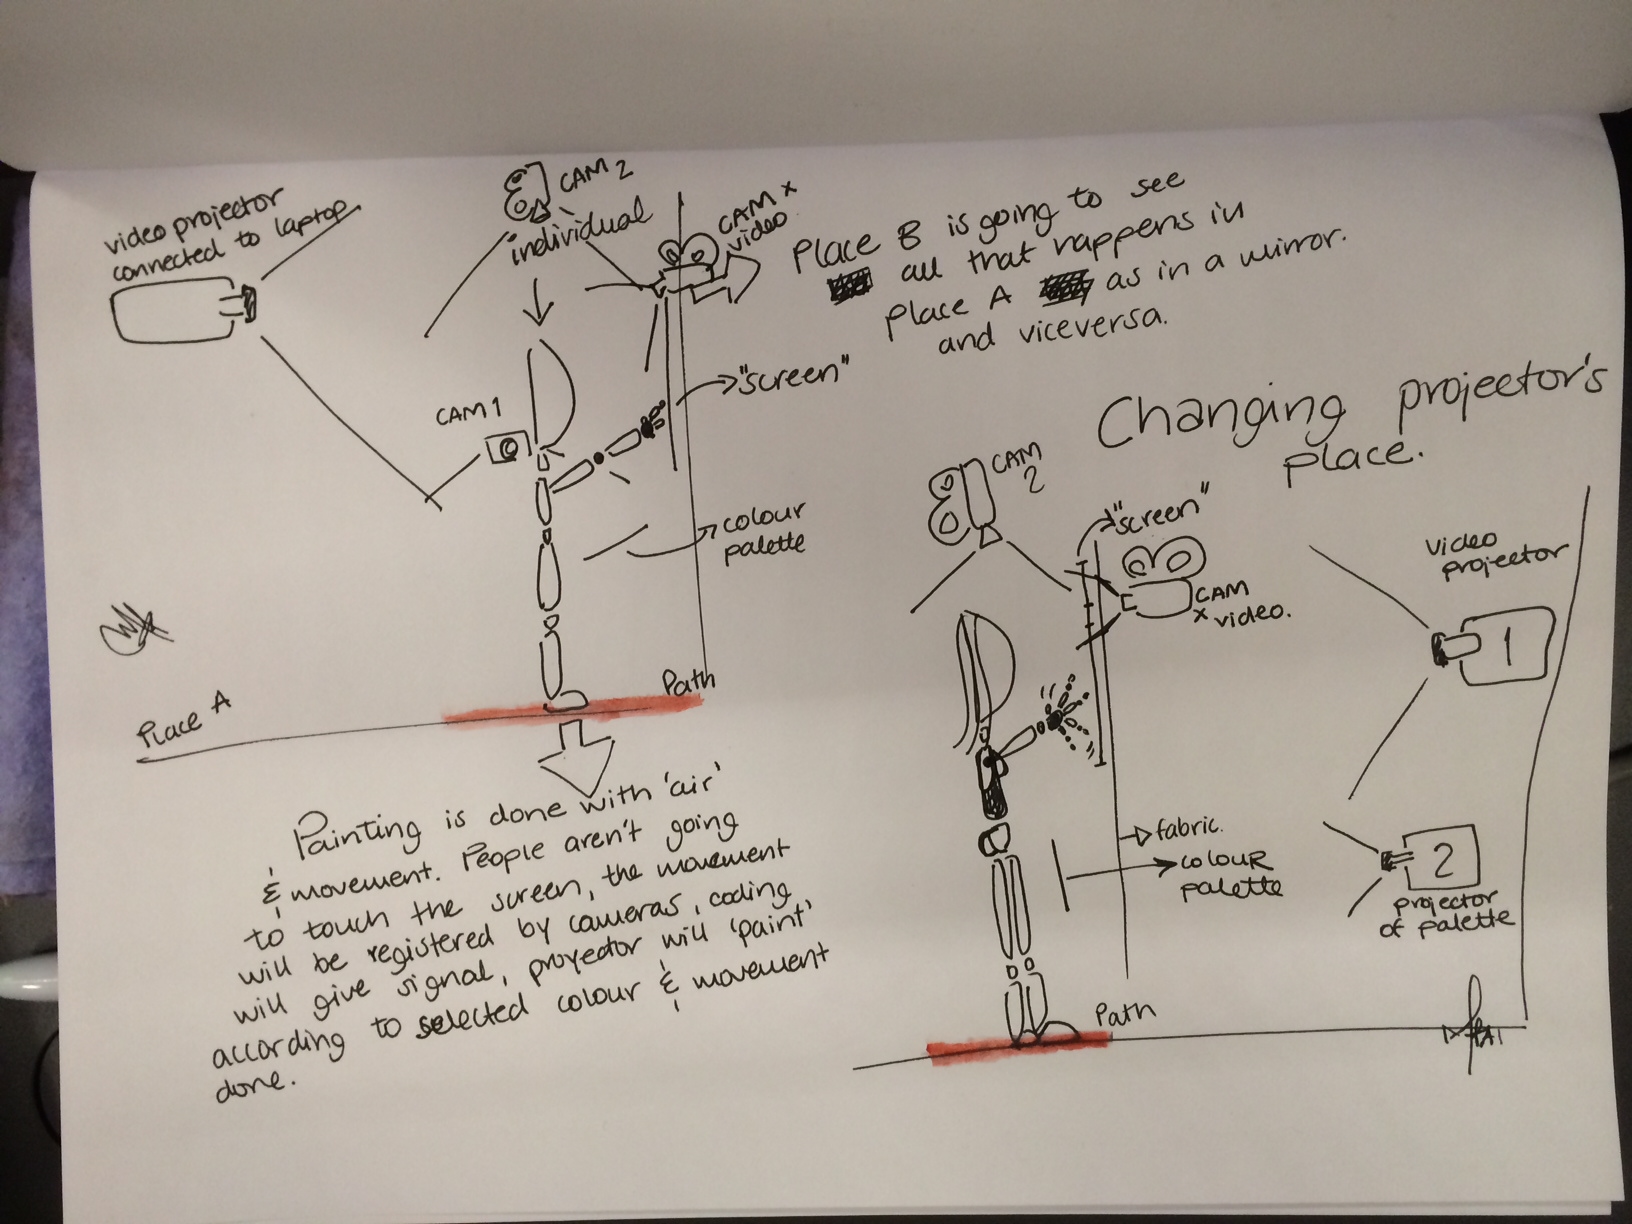 video projector
connected to laptop
CAM 2
individual
CAM x
video
Place B is going to see
all that happens in
place A as in a mirror.
and viceversa.
"screen"
CAM 1
colour
palette
Path
Place A
Painting is done with 'air'
& movement. People aren't going
to touch the screen, the movement
will be registered by cameras, coding
will give signal, proyector will 'paint'
according to selected colour & movement
done.
Changing projector's
place.
CAM
2
"screen"
CAM
x video.
video
projector
1
fabric.
colour
palette
2
projector
of palette
Path